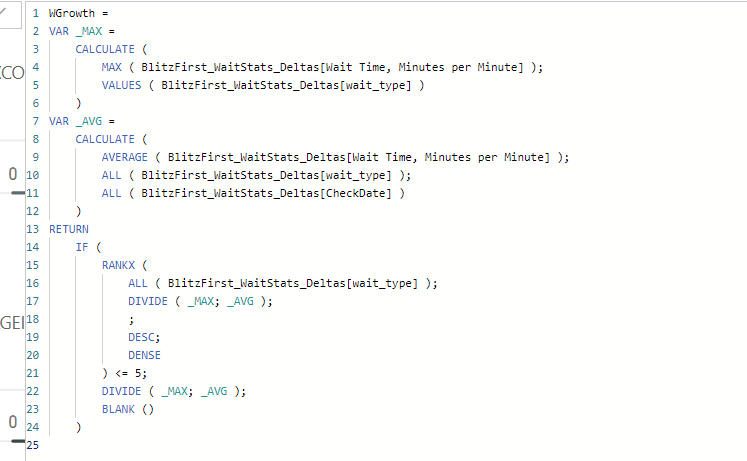 1 WGrowth =
2 VAR _MAX =
3 CALCULATE (
4 MAX ( BlitzFirst_WaitStats_Deltas[Wait Time, Minutes per Minute] );
5 VALUES ( BlitzFirst_WaitStats_Deltas[wait_type] )
6 )
7 VAR _AVG =
8 CALCULATE (
9 AVERAGE ( BlitzFirst_WaitStats_Deltas[Wait Time, Minutes per Minute] );
10 ALL ( BlitzFirst_WaitStats_Deltas[wait_type] );
11 ALL ( BlitzFirst_WaitStats_Deltas[CheckDate] )
12 )
13 RETURN
14 IF (
15 RANKX (
16 ALL ( BlitzFirst_WaitStats_Deltas[wait_type] );
17 DIVIDE ( _MAX; _AVG );
18 ;
19 DESC;
20 DENSE
21 ) <= 5;
22 DIVIDE ( _MAX; _AVG );
23 BLANK ()
24 )
25
0
0